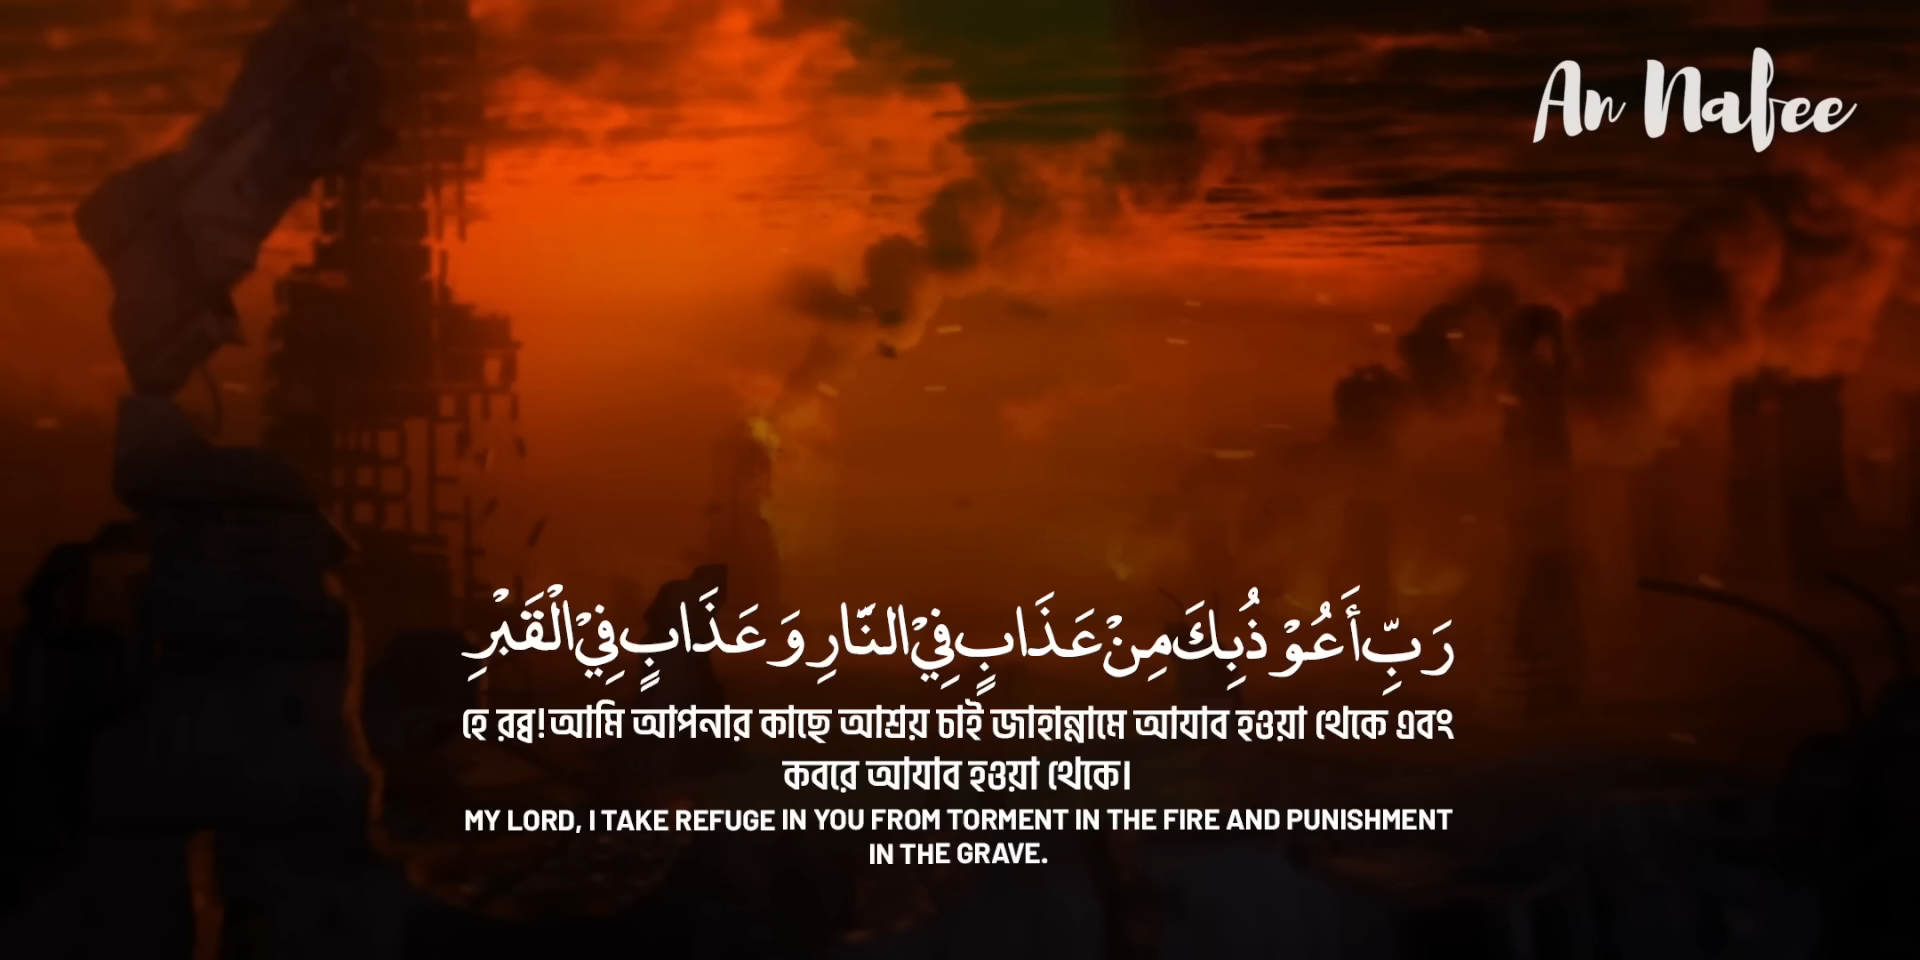 An Nafee
رَبِّ أَعُوْذُبِكَ مِنْ عَذَابٍ فِيْ النَّارِ وَ عَذَابٍ فِيْ الْقَبْرِ
হে রব্ব! আমি আপনার কাছে আশ্রয় চাই জাহান্নামে আযাব হওয়া থেকে এবং
কবরে আযাব হওয়া থেকে।
MY LORD, I TAKE REFUGE IN YOU FROM TORMENT IN THE FIRE AND PUNISHMENT
IN THE GRAVE.